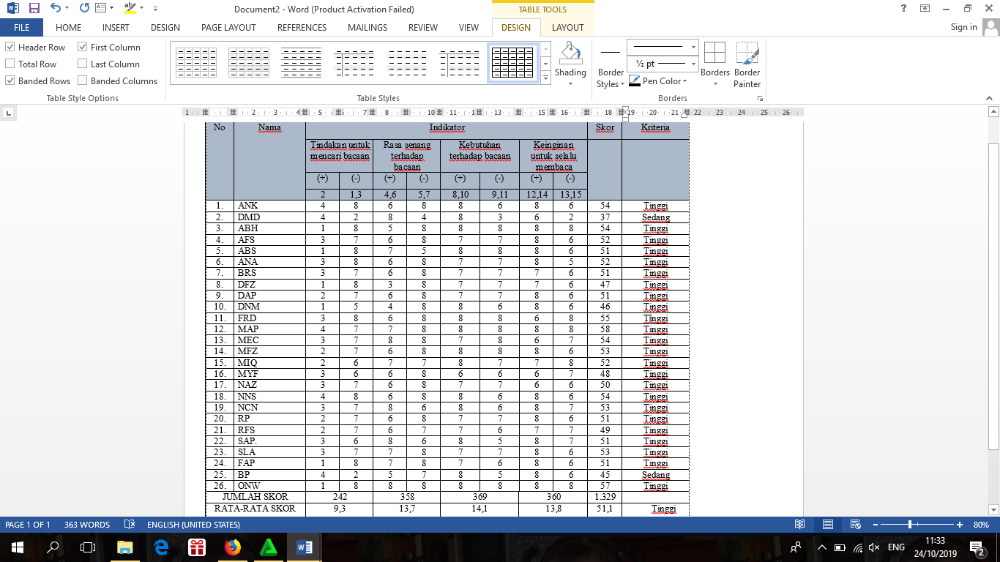 Document2 - Word (Product Activation Failed)
TABLE TOOLS
FILE HOME INSERT DESIGN PAGE LAYOUT REFERENCES MAILINGS REVIEW VIEW DESIGN LAYOUT Sign in
Header Row First Column
Total Row Last Column
Banded Rows Banded Columns
Table Style Options
Table Styles
Shading
Border Styles
½ pt
Pen Color
Borders
Border Painter
Borders
1 2 3 4 5 7 8 10 11 13 15 16 18 19 20 21 22 23 24 25 26
No Nama Indikator Skor Kriteria
Tindakan untuk mencari bacaan
Rasa senang terhadap bacaan
Kebutuhan terhadap bacaan
Keinginan untuk selalu membaca
(+) (-) (+) (-) (+) (-) (+) (-)
2 1,3 4,6 5,7 8,10 9,11 12,14 13,15
1. ANK 4 8 6 8 8 6 8 6 54 Tinggi
2. DMD 4 2 8 4 8 3 6 2 37 Sedang
3. ABH 1 8 5 8 8 8 8 8 54 Tinggi
4. AFS 3 7 6 8 7 7 8 6 52 Tinggi
5. ABS 1 8 7 5 8 8 8 6 51 Tinggi
6. ANA 3 8 6 8 7 7 8 5 52 Tinggi
7. BRS 3 7 6 8 7 7 7 6 51 Tinggi
8. DFZ 1 8 3 8 7 7 7 6 47 Tinggi
9. DAP 2 7 6 8 7 7 8 6 51 Tinggi
10. DNM 1 5 4 8 8 6 8 6 46 Tinggi
11. FRD 3 8 6 8 8 8 6 8 55 Tinggi
12. MAP 4 7 7 8 8 8 8 8 58 Tinggi
13. MEC 3 7 8 8 7 8 6 7 54 Tinggi
14. MFZ 2 7 6 8 8 8 8 6 53 Tinggi
15. MIQ 2 6 7 7 8 7 7 8 52 Tinggi
16. MYF 3 6 6 8 6 6 6 7 48 Tinggi
17. NAZ 3 7 6 8 7 7 6 6 50 Tinggi
18. NNS 4 8 6 8 8 6 8 6 54 Tinggi
19. NCN 3 7 8 6 8 6 8 7 53 Tinggi
20. RP 2 7 6 8 7 7 8 6 51 Tinggi
21. RFS 2 7 6 7 7 6 7 7 49 Tinggi
22. SAP. 3 6 8 6 8 5 8 7 51 Tinggi
23. SLA 3 7 7 8 7 7 8 6 53 Tinggi
24. FAP 1 8 7 8 7 6 8 6 51 Tinggi
25. BP 4 2 5 7 8 5 8 6 45 Sedang
26. ONW 1 8 8 8 8 8 8 8 57 Tinggi
JUMLAH SKOR 242 358 369 360 1.329
RATA-RATA SKOR 9,3 13,7 14,1 13,8 51,1 Tinggi
PAGE 1 OF 1 363 WORDS ENGLISH (UNITED STATES) 80%
ENG 11:33
24/10/2019 2